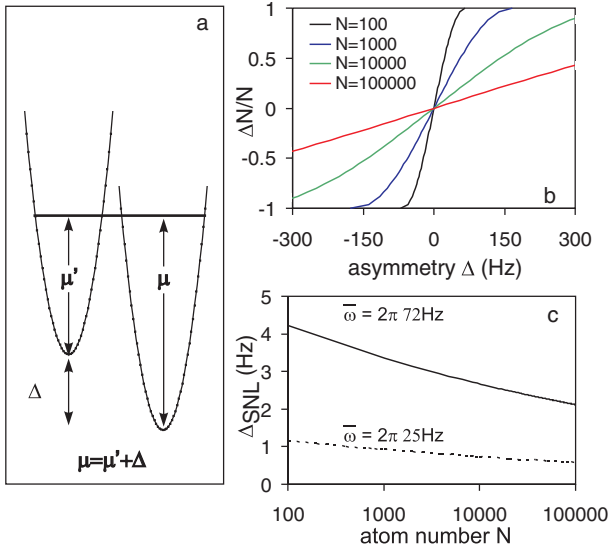 a
μ'
μ
Δ
μ=μ'+Δ
N=100
N=1000
N=10000
N=100000
1
0.5
0
-0.5
-1
ΔN/N
b
-300 -150 0 150 300
asymmetry Δ (Hz)
c
5
4
3
2
1
0
Δ_SNL (Hz)
ω̅ = 2π 72Hz
ω̅ = 2π 25Hz
100 1000 10000 100000
atom number N